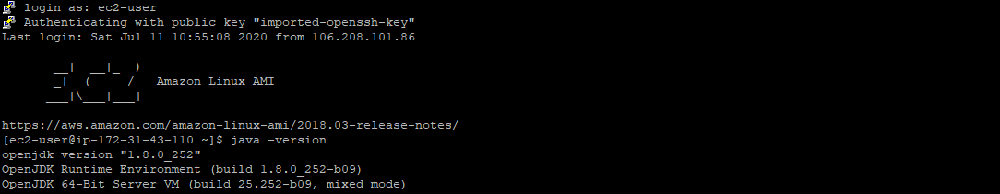 login as: ec2-user
Authenticating with public key "imported-openssh-key"
Last login: Sat Jul 11 10:55:08 2020 from 106.208.101.86
       __|  __|_  )
       _|  (     /   Amazon Linux AMI
      ___|\___|___|
https://aws.amazon.com/amazon-linux-ami/2018.03-release-notes/
[ec2-user@ip-172-31-43-110 ~]$ java -version
openjdk version "1.8.0_252"
OpenJDK Runtime Environment (build 1.8.0_252-b09)
OpenJDK 64-Bit Server VM (build 25.252-b09, mixed mode)